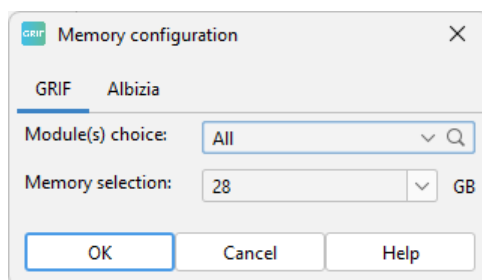 GRIF Memory configuration
GRIF Albizia
Module(s) choice: All
Memory selection: 28 GB
OK Cancel Help